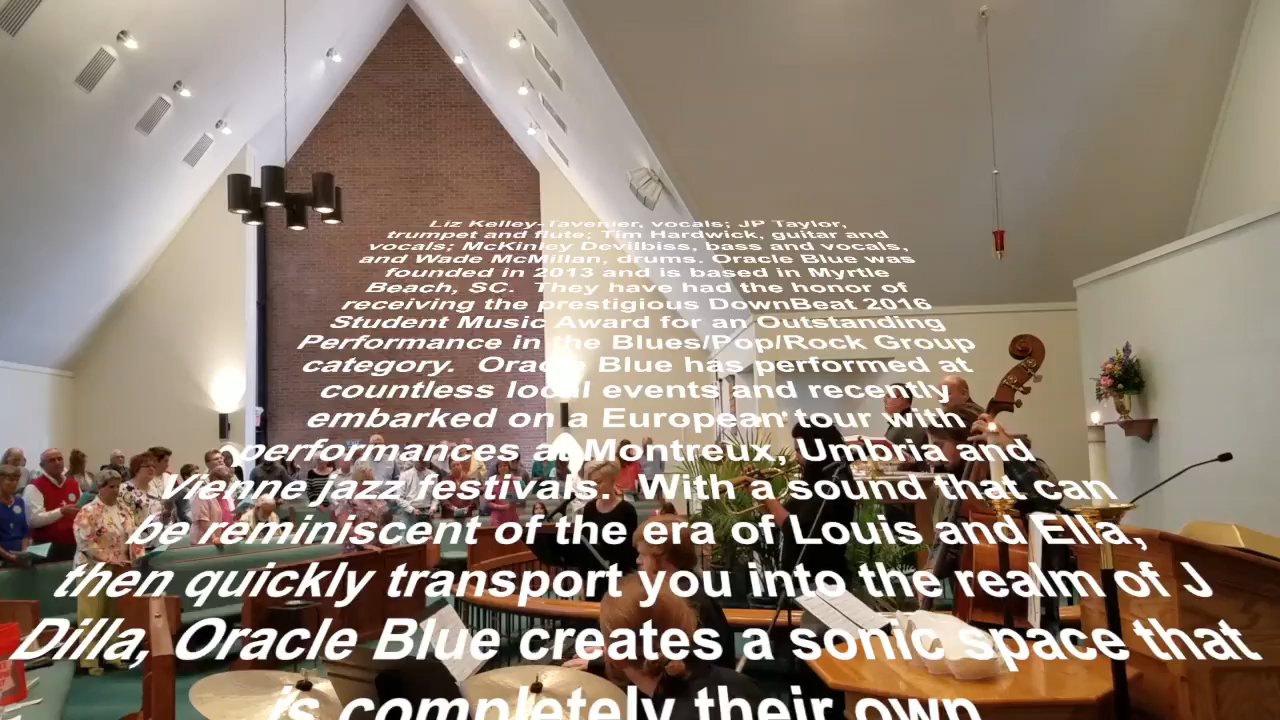 Liz Kelley-Tavenier, vocals; JP Taylor,
trumpet and flute; Tim Hardwick, guitar and
vocals; McKinley Devilbiss, bass and vocals,
and Wade McMillan, drums. Oracle Blue was
founded in 2013 and is based in Myrtle
Beach, SC.  They have had the honor of
receiving the prestigious DownBeat 2016
Student Music Award for an Outstanding
Performance in the Blues/Pop/Rock Group
category.  Oracle Blue has performed at
countless local events and recently
embarked on a European tour with
performances at Montreux, Umbria and
Vienne jazz festivals.  With a sound that can
be reminiscent of the era of Louis and Ella,
then quickly transport you into the realm of J
Dilla, Oracle Blue creates a sonic space that
is completely their own